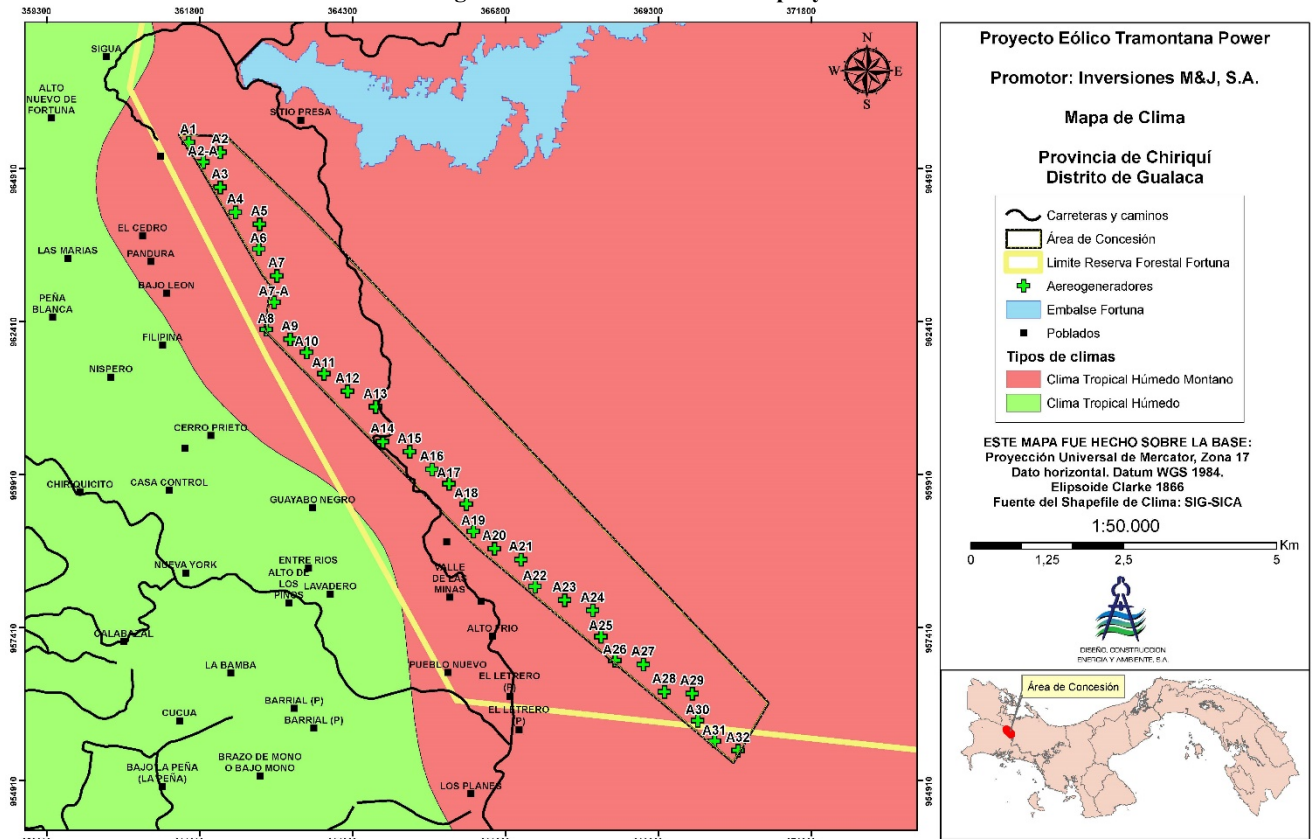 359300
361800
364300
366800
369300
371800
964910
962410
959910
957410
954910
964910
962410
959910
957410
954910
SIGUA
ALTO
NUEVO DE
FORTUNA
SITIO PRESA
N
W
E
S
A1
A2
A2-A
A3
A4
A5
A6
A7
A7-A
A8
A9
A10
A11
A12
A13
A14
A15
A16
A17
A18
A19
A20
A21
A22
A23
A24
A25
A26
A27
A28
A29
A30
A31
A32
EL CEDRO
LAS MARIAS
PANDURA
BAJO LEON
PEÑA
BLANCA
FILIPINA
NISPERO
CERRO PRIETO
CHIRIQUICITO
CASA CONTROL
GUAYABO NEGRO
NUEVA YORK
ENTRE RIOS
ALTO DE
LOS
PINOS
LAVADERO
VALLE
DE LAS
MINAS
CALABAZAL
ALTO FRIO
LA BAMBA
PUEBLO NUEVO
EL LETRERO
(P)
EL LETRERO
(P)
BARRIAL (P)
CUCUA
BARRIAL (P)
BAJO LA PEÑA
(LA PEÑA)
BRAZO DE MONO
O BAJO MONO
LOS PLANES
Proyecto Eólico Tramontana Power
Promotor: Inversiones M&J, S.A.
Mapa de Clima
Provincia de Chiriquí
Distrito de Gualaca
Carreteras y caminos
Área de Concesión
Limite Reserva Forestal Fortuna
Aereogeneradores
Embalse Fortuna
Poblados
Tipos de climas
Clima Tropical Húmedo Montano
Clima Tropical Húmedo
ESTE MAPA FUE HECHO SOBRE LA BASE:
Proyección Universal de Mercator, Zona 17
Dato horizontal. Datum WGS 1984.
Elipsoide Clarke 1866
Fuente del Shapefile de Clima: SIG-SICA
1:50.000
Km
0
1,25
2,5
5
DISEÑO, CONSTRUCCION
ENERGIA Y AMBIENTE, S.A.
Área de Concesión